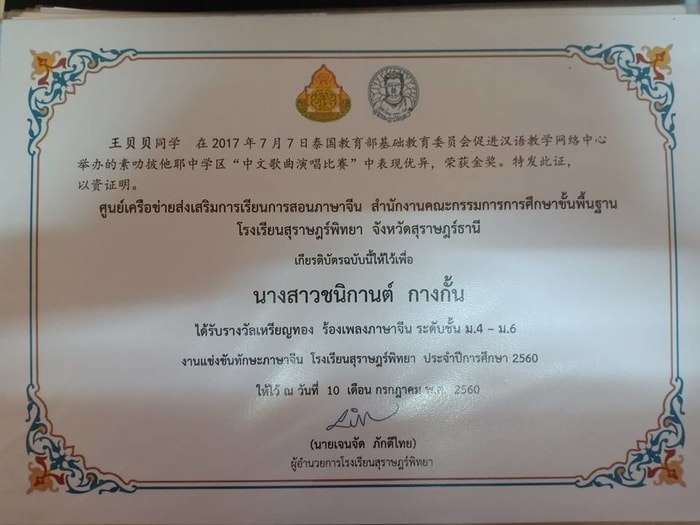 王贝贝同学 在 2017 年 7 月 7 日泰国教育部基础教育委员会促进汉语教学网络中心
举办的素叻披他耶中学区“中文歌曲演唱比赛”中表现优异，荣获金奖。特发此证，
以资证明。
ศูนย์เครือข่ายส่งเสริมการเรียนการสอนภาษาจีน สำนักงานคณะกรรมการการศึกษาขั้นพื้นฐาน
โรงเรียนสุราษฎร์พิทยา จังหวัดสุราษฎร์ธานี
เกียรติบัตรฉบับนี้ให้ไว้เพื่อ
นางสาวชนิกานต์ กางกั้น
ได้รับรางวัลเหรียญทอง ร้องเพลงภาษาจีน ระดับชั้น ม.4 – ม.6
งานแข่งขันทักษะภาษาจีน โรงเรียนสุราษฎร์พิทยา ประจำปีการศึกษา 2560
ให้ไว้ ณ วันที่ 10 เดือน กรกฎาคม พ.ศ. 2560
(นายเจนจัด ภักดีไทย)
ผู้อำนวยการโรงเรียนสุราษฎร์พิทยา